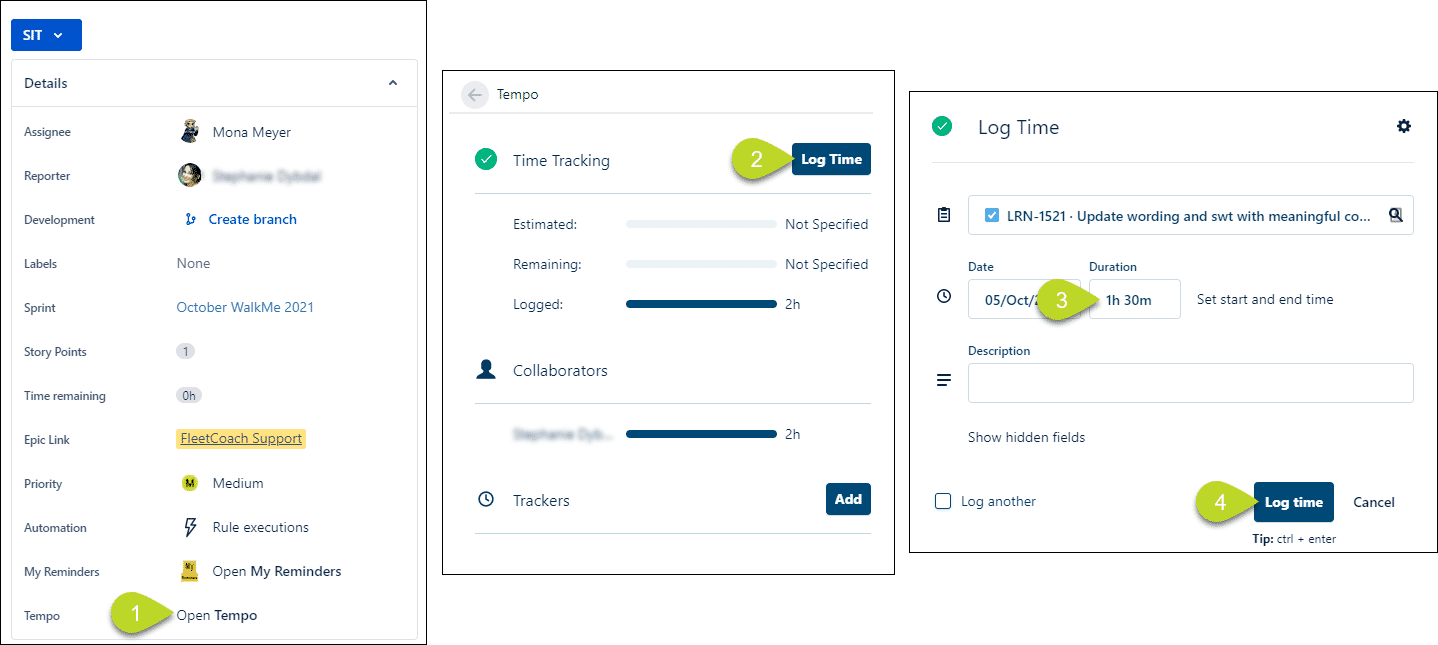 SIT
Details
Assignee Mona Meyer
Reporter
Development Create branch
Labels None
Sprint October WalkMe 2021
Story Points 1
Time remaining 0h
Epic Link FleetCoach Support
Priority M Medium
Automation Rule executions
My Reminders My Open My Reminders
Tempo 1 Open Tempo
Tempo
Time Tracking 2 Log Time
Estimated: Not Specified
Remaining: Not Specified
Logged: 2h
Collaborators
2h
Trackers Add
Log Time
LRN-1521 · Update wording and swt with meaningful co...
Date Duration
05/Oct/ 3 1h 30m Set start and end time
Description
Show hidden fields
Log another 4 Log time Cancel
Tip: ctrl + enter